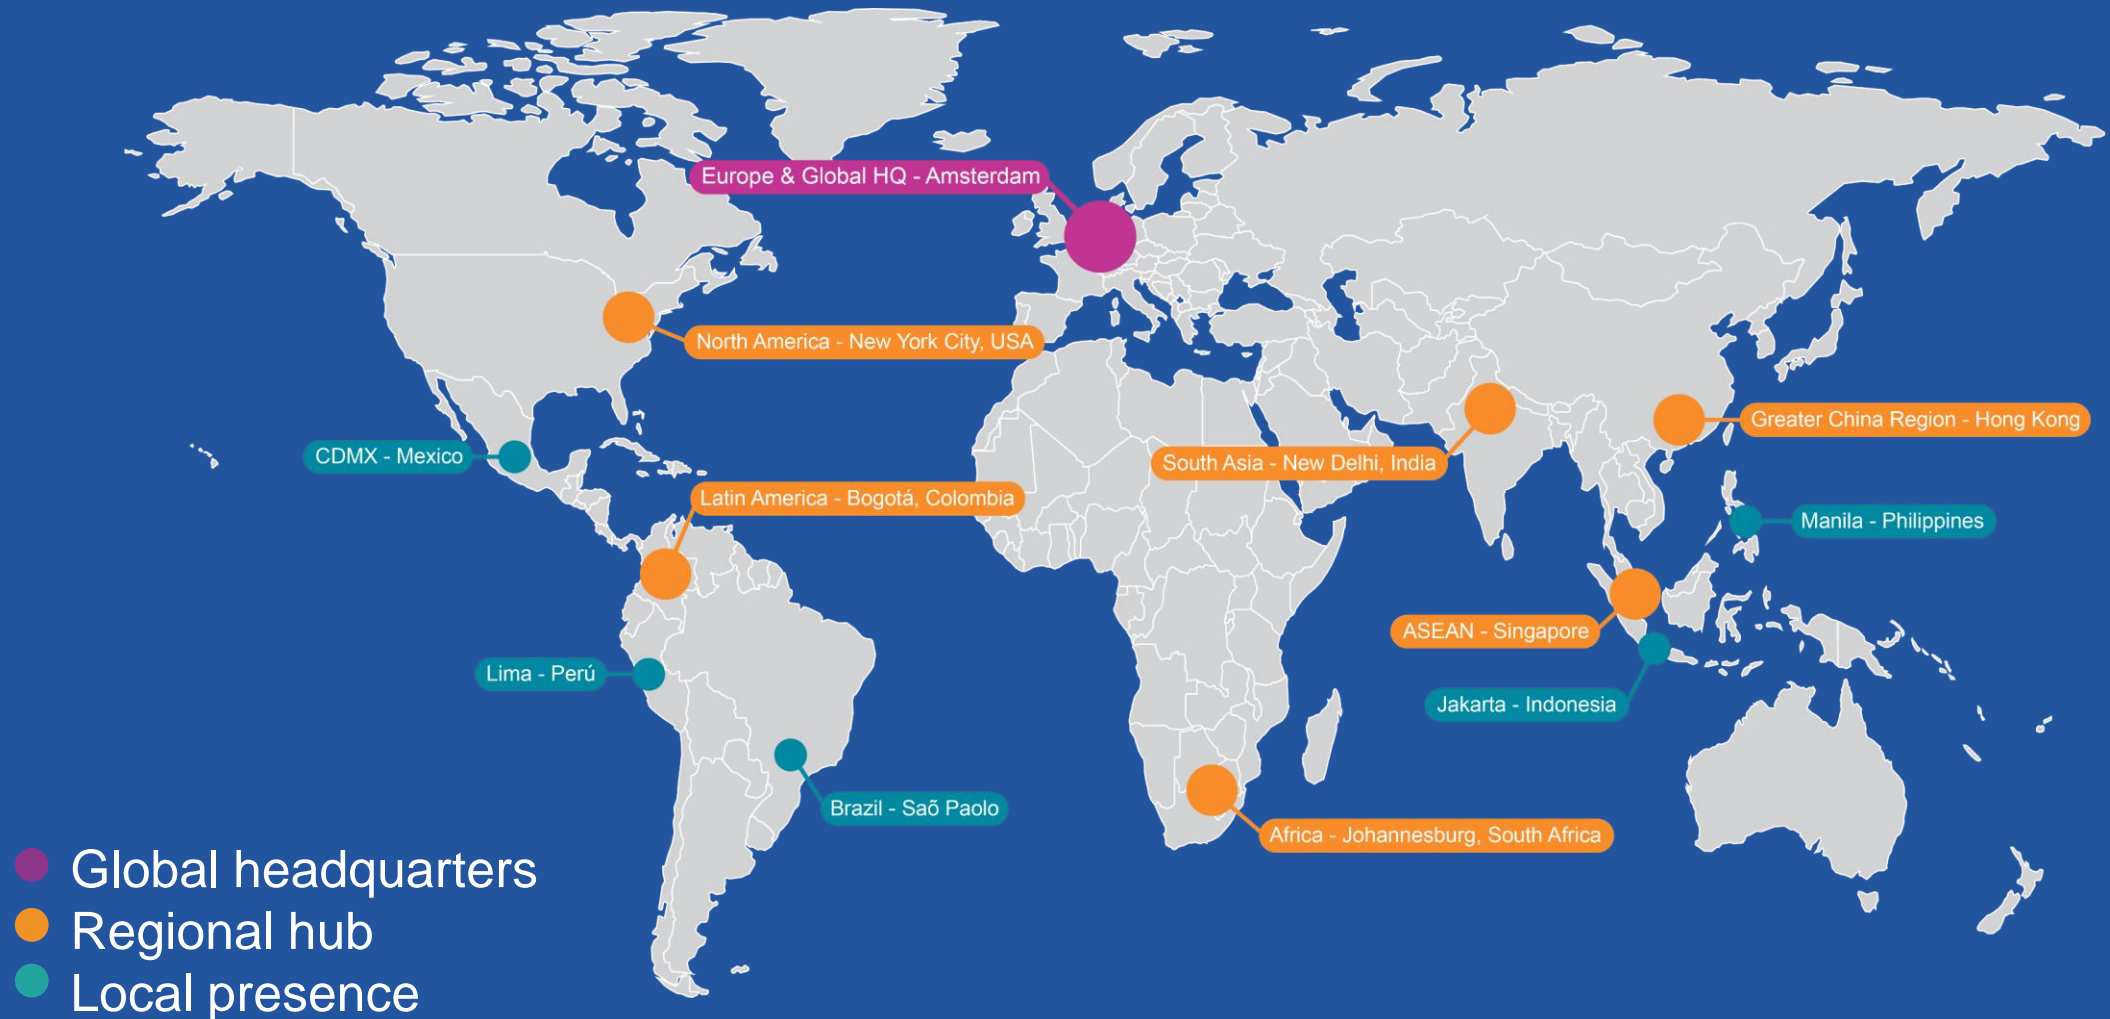 Europe & Global HQ - Amsterdam
North America - New York City, USA
Greater China Region - Hong Kong
CDMX - Mexico
South Asia - New Delhi, India
Latin America - Bogotá, Colombia
Manila - Philippines
ASEAN - Singapore
Lima - Perú
Jakarta - Indonesia
Brazil - Saõ Paolo
Africa - Johannesburg, South Africa
Global headquarters
Regional hub
Local presence